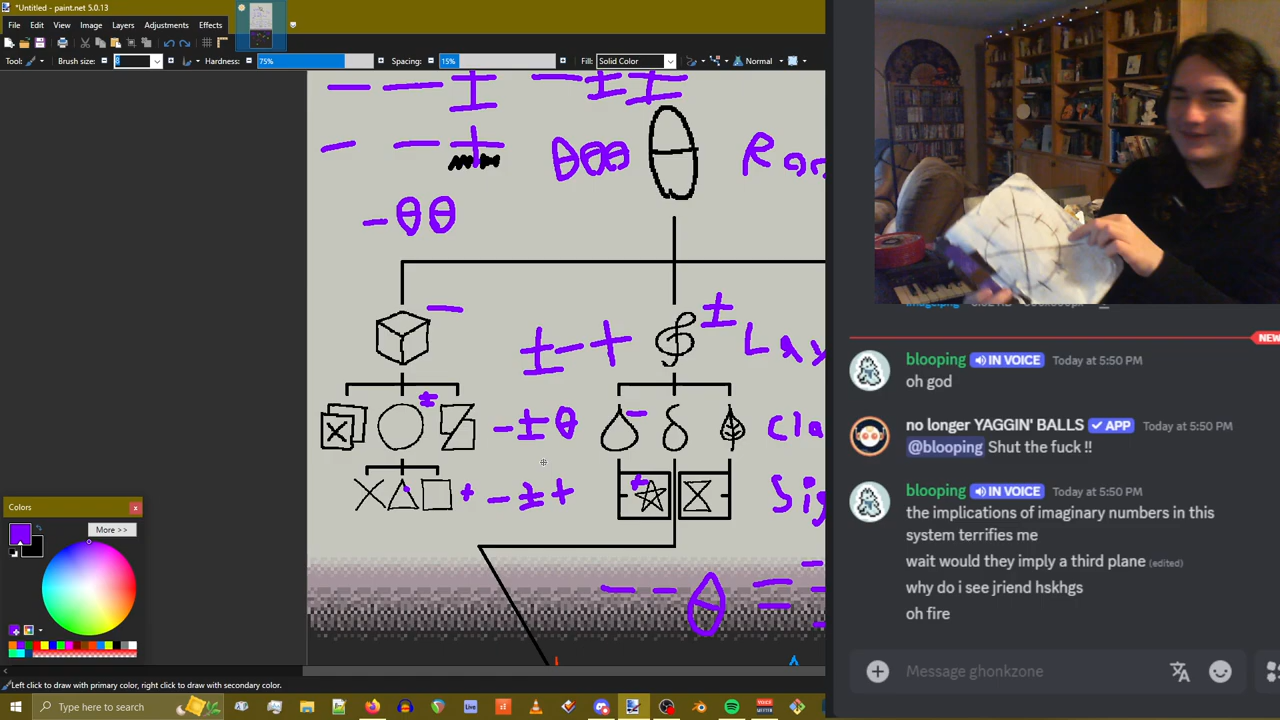 *Untitled - paint.net 5.0.13
File Edit View Image Layers Adjustments Effects
Tool: Brush size: Hardness: 75% Spacing: 15% Fill: Solid Color Normal
− − ± − ± ±
− − +
− θ θ
−
± − +
±
− ± θ
−
− ± +
− − θ =
Colors
More >>
Left click to draw with primary color, right click to draw with secondary color.
Type here to search
NEW
blooping IN VOICE Today at 5:50 PM
oh god
no longer YAGGIN' BALLS APP Today at 5:50 PM
@blooping Shut the fuck !!
blooping IN VOICE Today at 5:50 PM
the implications of imaginary numbers in this
system terrifies me
wait would they imply a third plane (edited)
why do i see jriend hskhgs
oh fire
Message ghonkzone